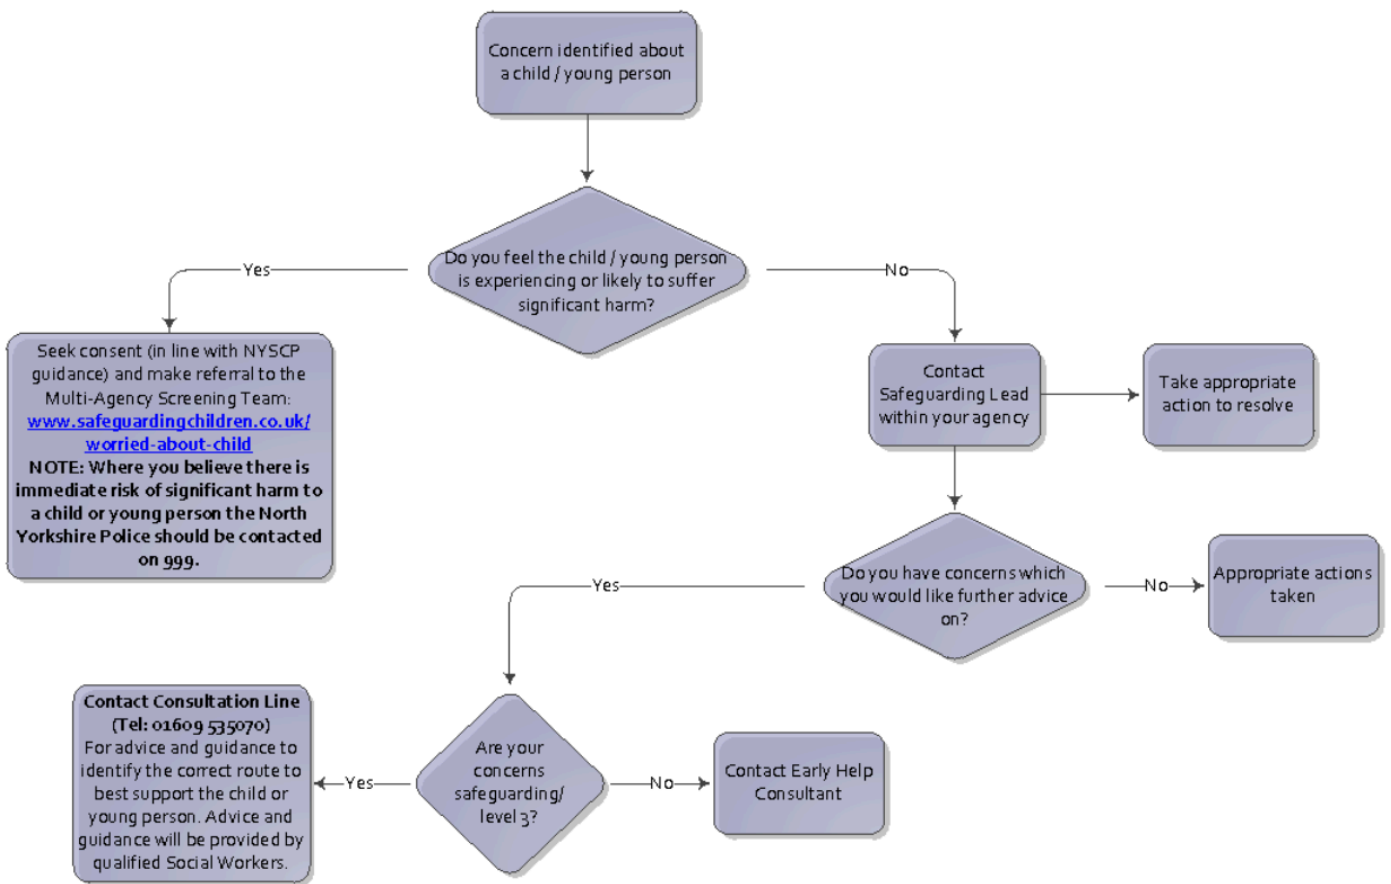 Concern identified about
a child / young person
Do you feel the child / young person
is experiencing or likely to suffer
significant harm?
Yes
No
Seek consent (in line with NYSCP
guidance) and make referral to the
Multi-Agency Screening Team:
www.safeguardingchildren.co.uk/
worried-about-child
NOTE: Where you believe there is
immediate risk of significant harm to
a child or young person the North
Yorkshire Police should be contacted
on 999.
Contact
Safeguarding Lead
within your agency
Take appropriate
action to resolve
Do you have concerns which
you would like further advice
on?
Yes
No
Appropriate actions
taken
Are your
concerns
safeguarding/
level 3?
Yes
No
Contact Consultation Line
(Tel: 01609 535070)
For advice and guidance to
identify the correct route to
best support the child or
young person. Advice and
guidance will be provided by
qualified Social Workers.
Contact Early Help
Consultant